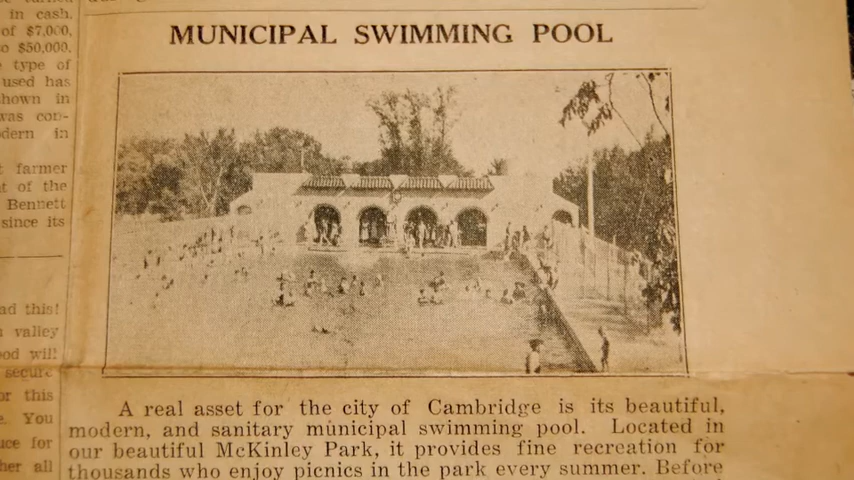 in cash,
of $7,000,
o $50,000.
type of
used has
shown in
was con-
dern in
farmer
t of the
Bennett
since its
ad this!
valley
od will
secure
or this
e. You
uce for
her all
MUNICIPAL SWIMMING POOL
A real asset for the city of Cambridge is its beautiful,
modern, and sanitary municipal swimming pool. Located in
our beautiful McKinley Park, it provides fine recreation for
thousands who enjoy picnics in the park every summer. Before